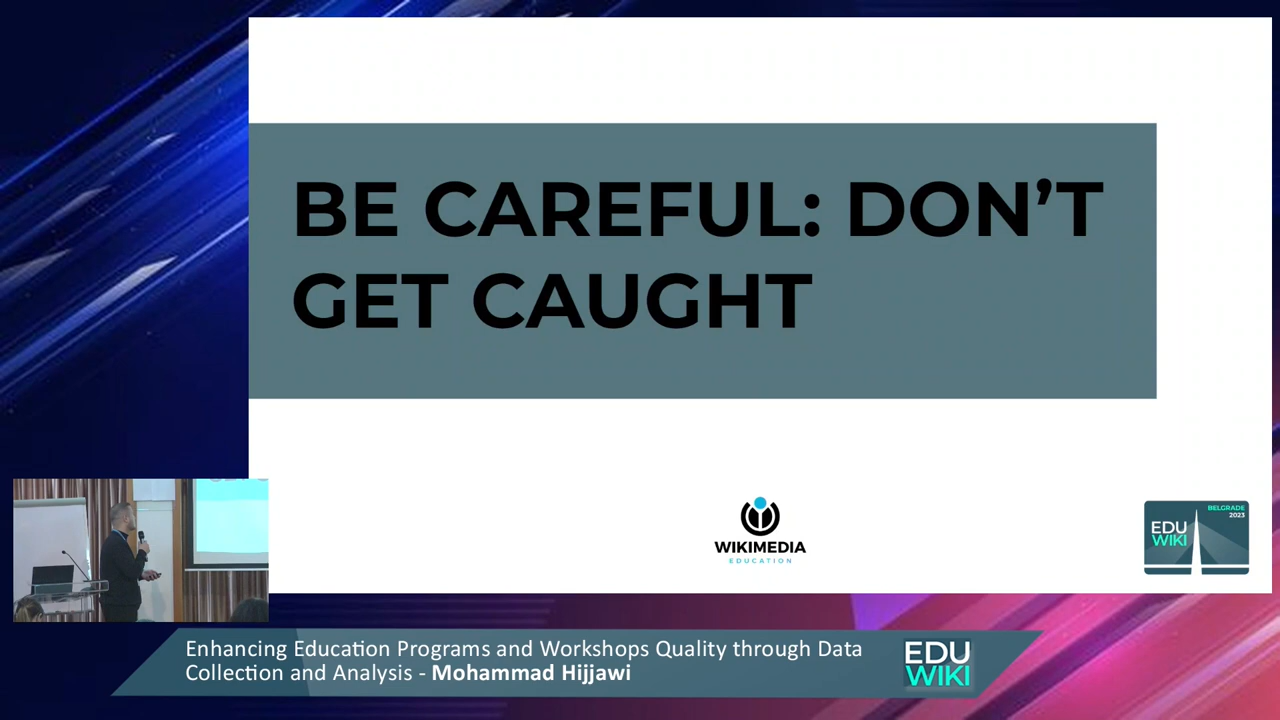 BE CAREFUL: DON’T
GET CAUGHT
WIKIMEDIA
EDUCATION
BELGRADE
2023
EDU
WIKI
Enhancing Education Programs and Workshops Quality through Data
Collection and Analysis - Mohammad Hijjawi
EDU
WIKI